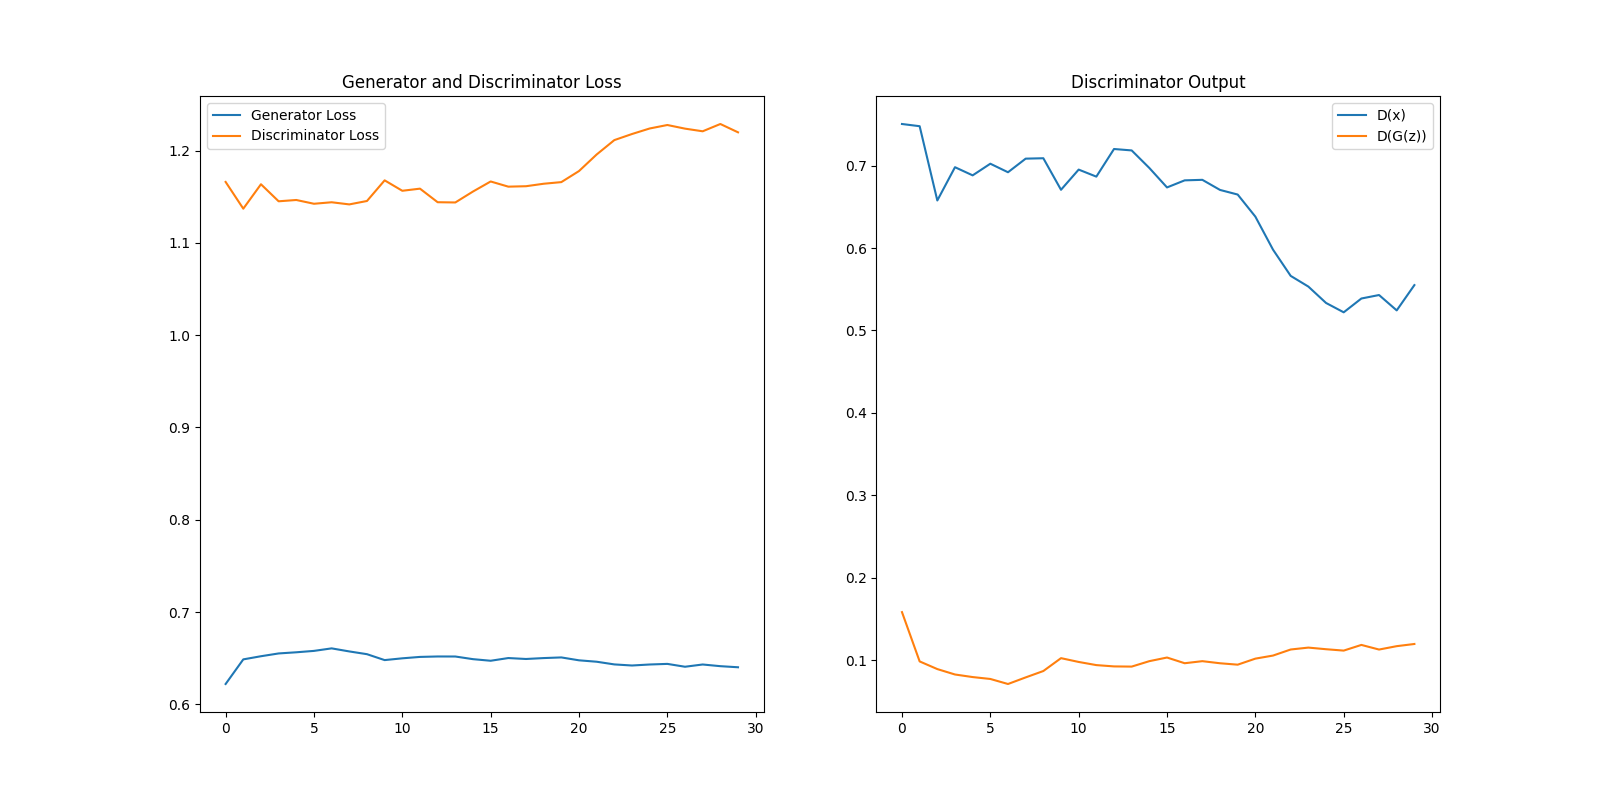 Generator and Discriminator Loss
Generator Loss
Discriminator Loss
1.2
1.1
1.0
0.9
0.8
0.7
0.6
0 5 10 15 20 25 30
Discriminator Output
D(x)
D(G(z))
0.7
0.6
0.5
0.4
0.3
0.2
0.1
0 5 10 15 20 25 30